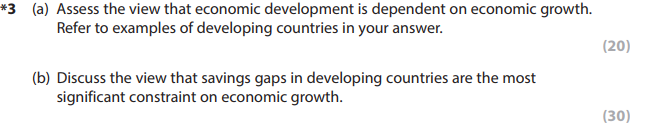 *3 (a) Assess the view that economic development is dependent on economic growth.
Refer to examples of developing countries in your answer.
(20)
(b) Discuss the view that savings gaps in developing countries are the most
significant constraint on economic growth.
(30)